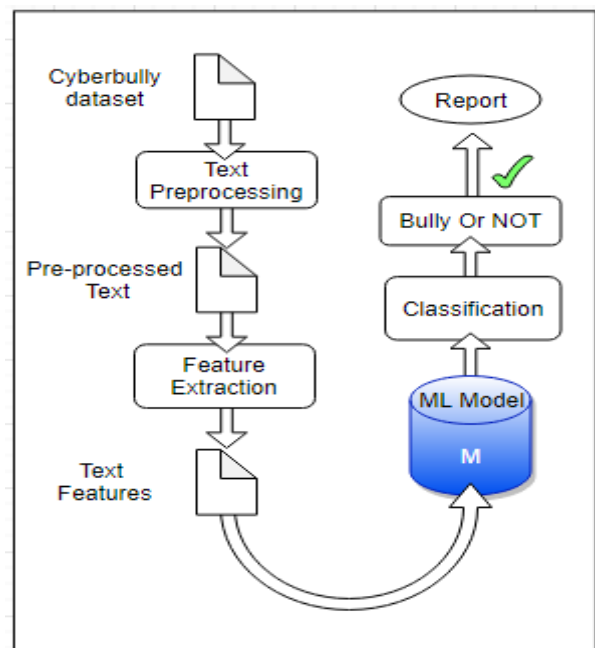 Cyberbully
dataset
Text
Preprocessing
Pre-processed
Text
Feature
Extraction
Text
Features
ML Model
M
Classification
Bully Or NOT
Report